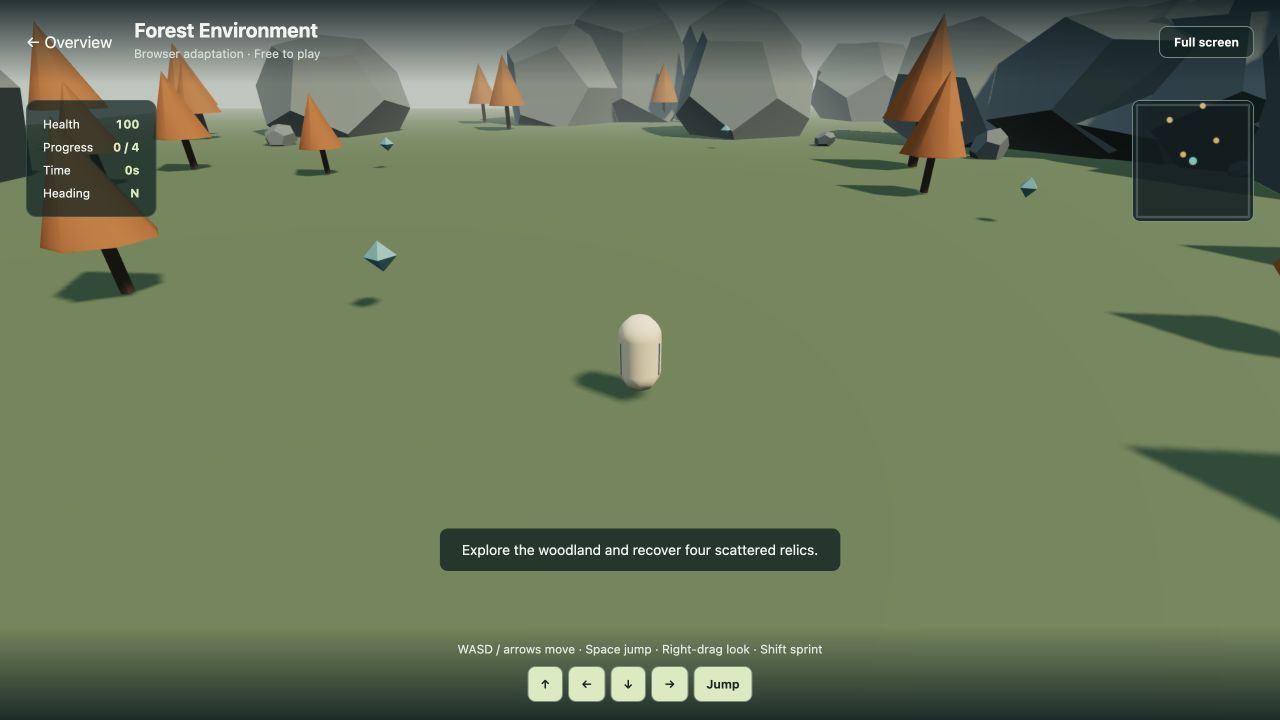 ← Overview
Forest Environment
Browser adaptation · Free to play
Full screen
Health 100
Progress 0 / 4
Time 0s
Heading N
Explore the woodland and recover four scattered relics.
WASD / arrows move · Space jump · Right-drag look · Shift sprint
↑ ← ↓ → Jump